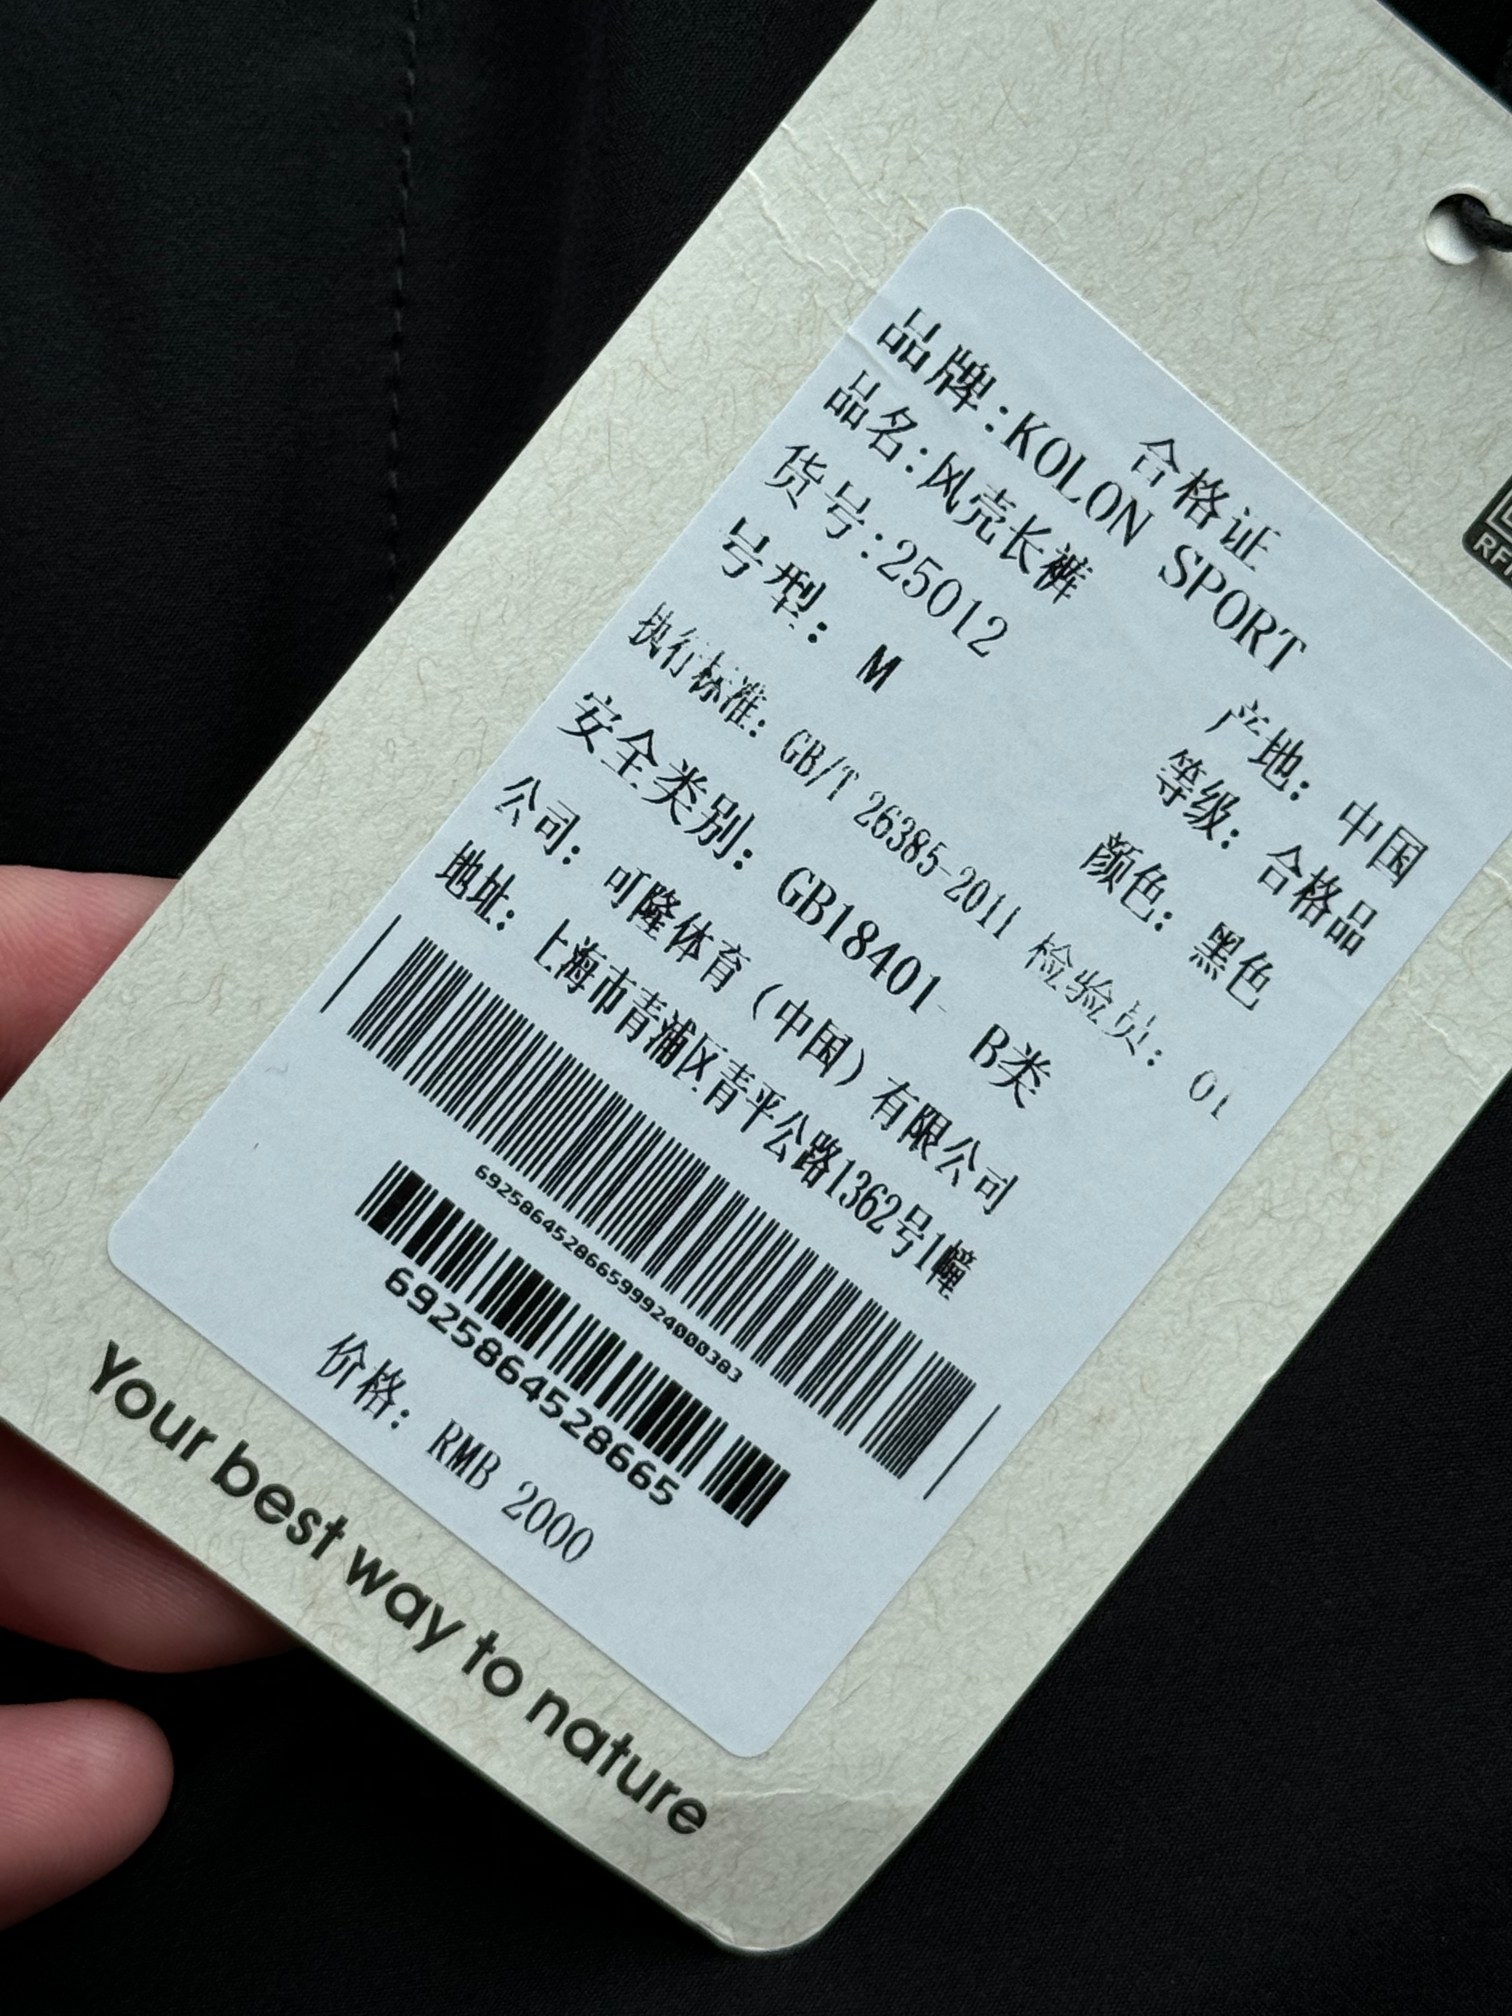 合格证
品牌:KOLON SPORT
品名:风壳长裤 产地: 中国
货号:25012 等级: 合格品
号型: M 颜色: 黑色
执行标准: GB/T 26385-2011 检验员: 01
安全类别: GB18401- B类
公司: 可隆体育(中国)有限公司
地址: 上海市青浦区青平公路1362号1幢
692586452866599924000383
6925864528665
价格: RMB 2000
Your best way to nature